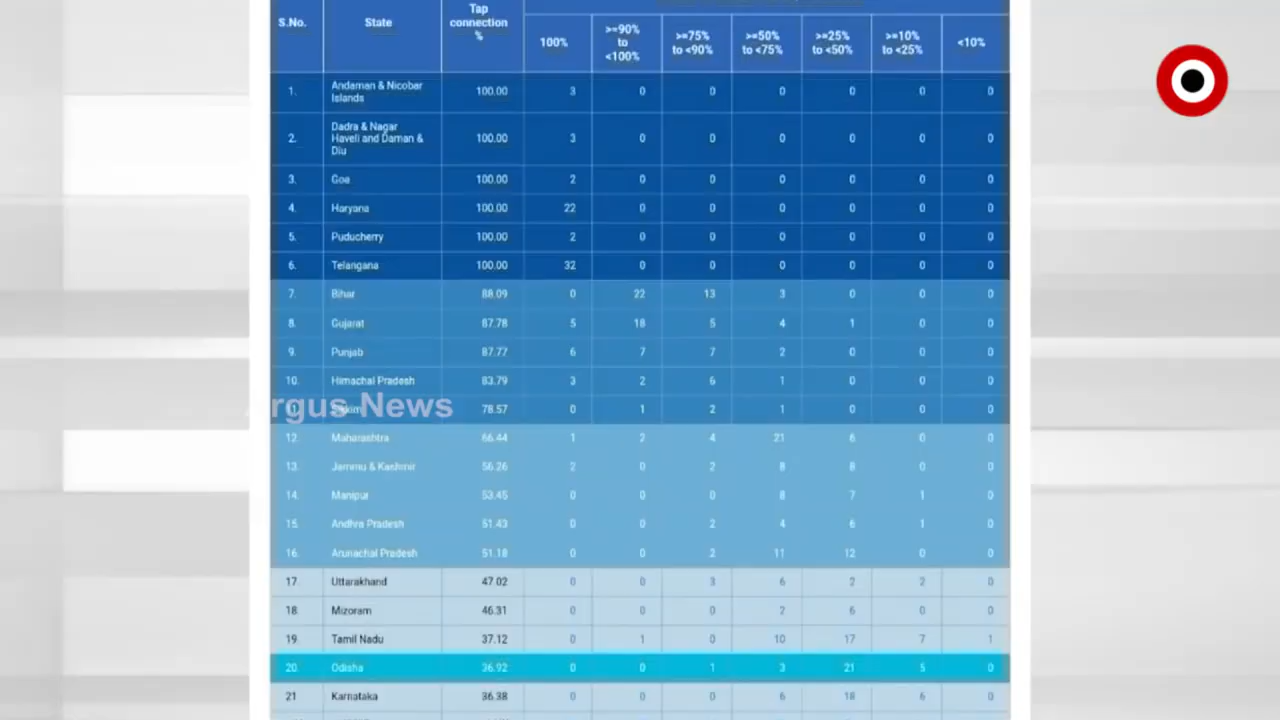 S.No. State Tap connection % 100% >=90% to <100% >=75% to <90% >=50% to <75% >=25% to <50% >=10% to <25% <10%
1. Andaman & Nicobar Islands 100.00 3 0 0 0 0 0 0
2. Dadra & Nagar Haveli and Daman & Diu 100.00 3 0 0 0 0 0 0
3. Goa 100.00 2 0 0 0 0 0 0
4. Haryana 100.00 22 0 0 0 0 0 0
5. Puducherry 100.00 2 0 0 0 0 0 0
6. Telangana 100.00 32 0 0 0 0 0 0
7. Bihar 88.09 0 22 13 3 0 0 0
8. Gujarat 87.78 5 18 5 4 1 0 0
9. Punjab 87.77 6 7 7 2 0 0 0
10. Himachal Pradesh 83.79 3 2 6 1 0 0 0
78.57 0 1 2 1 0 0 0
Argus News
12. Maharashtra 66.44 1 2 4 21 6 0 0
13. Jammu & Kashmir 56.26 2 0 2 8 8 0 0
14. Manipur 53.45 0 0 0 8 7 1 0
15. Andhra Pradesh 51.43 0 0 2 4 6 1 0
16. Arunachal Pradesh 51.18 0 0 2 11 12 0 0
17. Uttarakhand 47.02 0 0 3 6 2 2 0
18. Mizoram 46.31 0 0 0 2 6 0 0
19. Tamil Nadu 37.12 0 1 0 10 17 7 1
20. Odisha 36.92 0 0 1 3 21 5 0
21 Karnataka 36.38 0 0 0 6 18 6 0